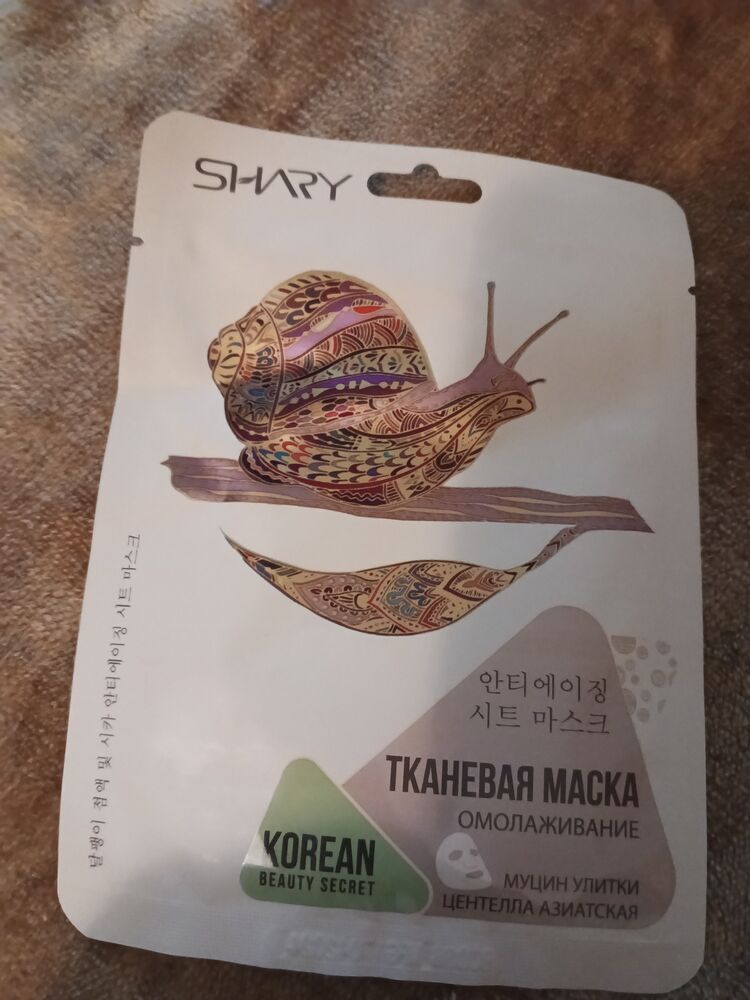 SHARY
달팽이 점액 및 시카 안티에이징 시트 마스크
안티에이징
시트 마스크
ТКАНЕВАЯ МАСКА
ОМОЛАЖИВАНИЕ
МУЦИН УЛИТКИ
ЦЕНТЕЛЛА АЗИАТСКАЯ
KOREAN
BEAUTY SECRET